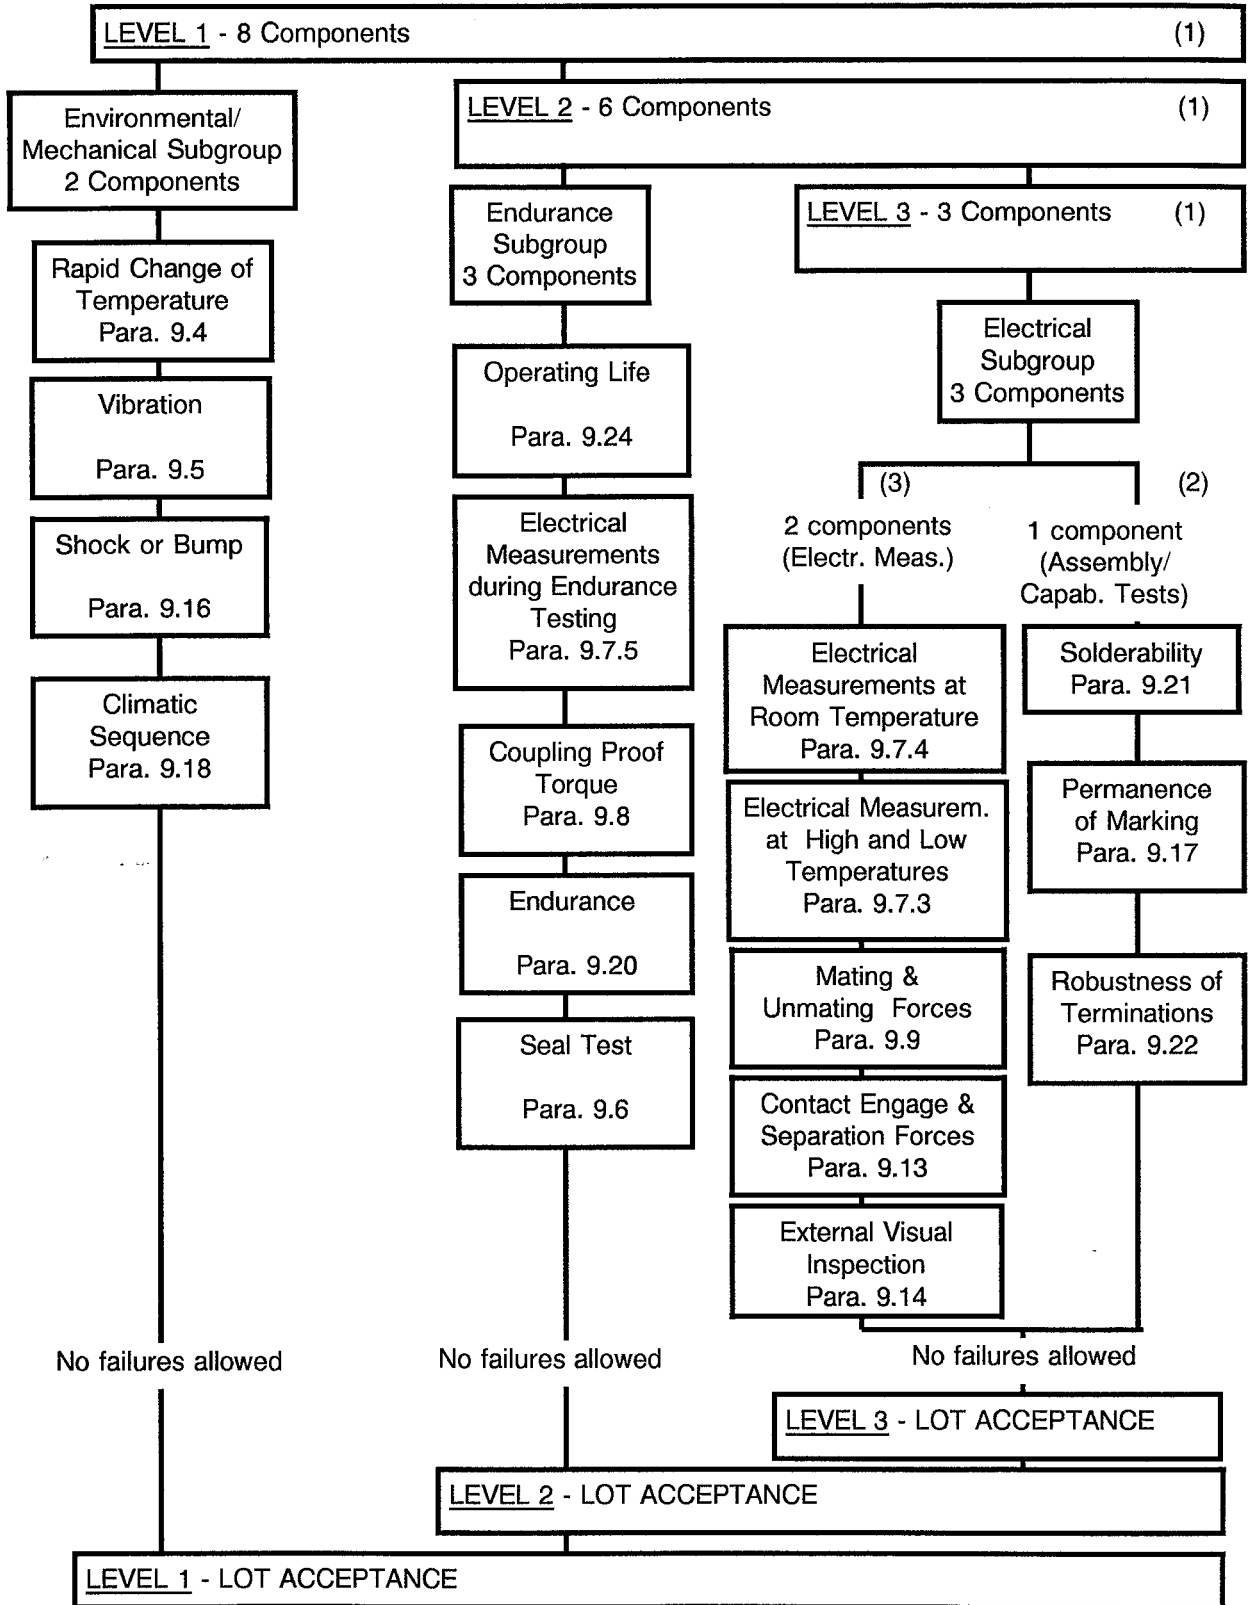 LEVEL 1 - 8 Components (1)
Environmental/
Mechanical Subgroup
2 Components
Rapid Change of
Temperature
Para. 9.4
Vibration
Para. 9.5
Shock or Bump
Para. 9.16
Climatic
Sequence
Para. 9.18
No failures allowed
LEVEL 2 - 6 Components (1)
Endurance
Subgroup
3 Components
Operating Life
Para. 9.24
Electrical
Measurements
during Endurance
Testing
Para. 9.7.5
Coupling Proof
Torque
Para. 9.8
Endurance
Para. 9.20
Seal Test
Para. 9.6
No failures allowed
LEVEL 3 - 3 Components (1)
Electrical
Subgroup
3 Components
(3)
2 components
(Electr. Meas.)
Electrical
Measurements at
Room Temperature
Para. 9.7.4
Electrical Measurem.
at High and Low
Temperatures
Para. 9.7.3
Mating &
Unmating Forces
Para. 9.9
Contact Engage &
Separation Forces
Para. 9.13
External Visual
Inspection
Para. 9.14
(2)
1 component
(Assembly/
Capab. Tests)
Solderability
Para. 9.21
Permanence
of Marking
Para. 9.17
Robustness of
Terminations
Para. 9.22
No failures allowed
LEVEL 3 - LOT ACCEPTANCE
LEVEL 2 - LOT ACCEPTANCE
LEVEL 1 - LOT ACCEPTANCE